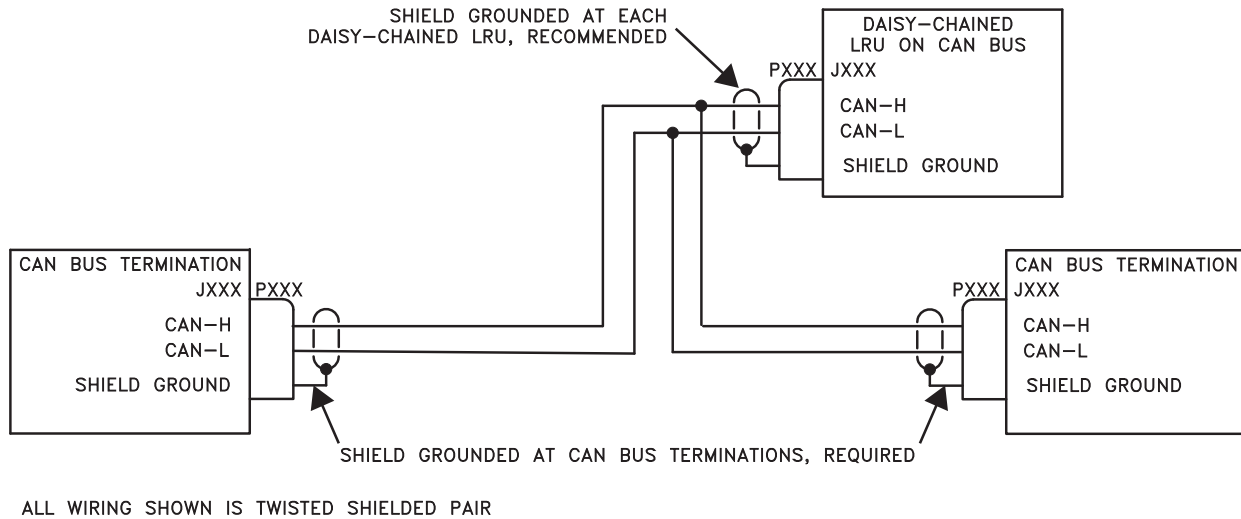 SHIELD GROUNDED AT EACH
DAISY-CHAINED LRU, RECOMMENDED
DAISY-CHAINED
LRU ON CAN BUS
PXXX JXXX
CAN-H
CAN-L
SHIELD GROUND
CAN BUS TERMINATION
JXXX PXXX
CAN-H
CAN-L
SHIELD GROUND
CAN BUS TERMINATION
PXXX JXXX
CAN-H
CAN-L
SHIELD GROUND
SHIELD GROUNDED AT CAN BUS TERMINATIONS, REQUIRED
ALL WIRING SHOWN IS TWISTED SHIELDED PAIR